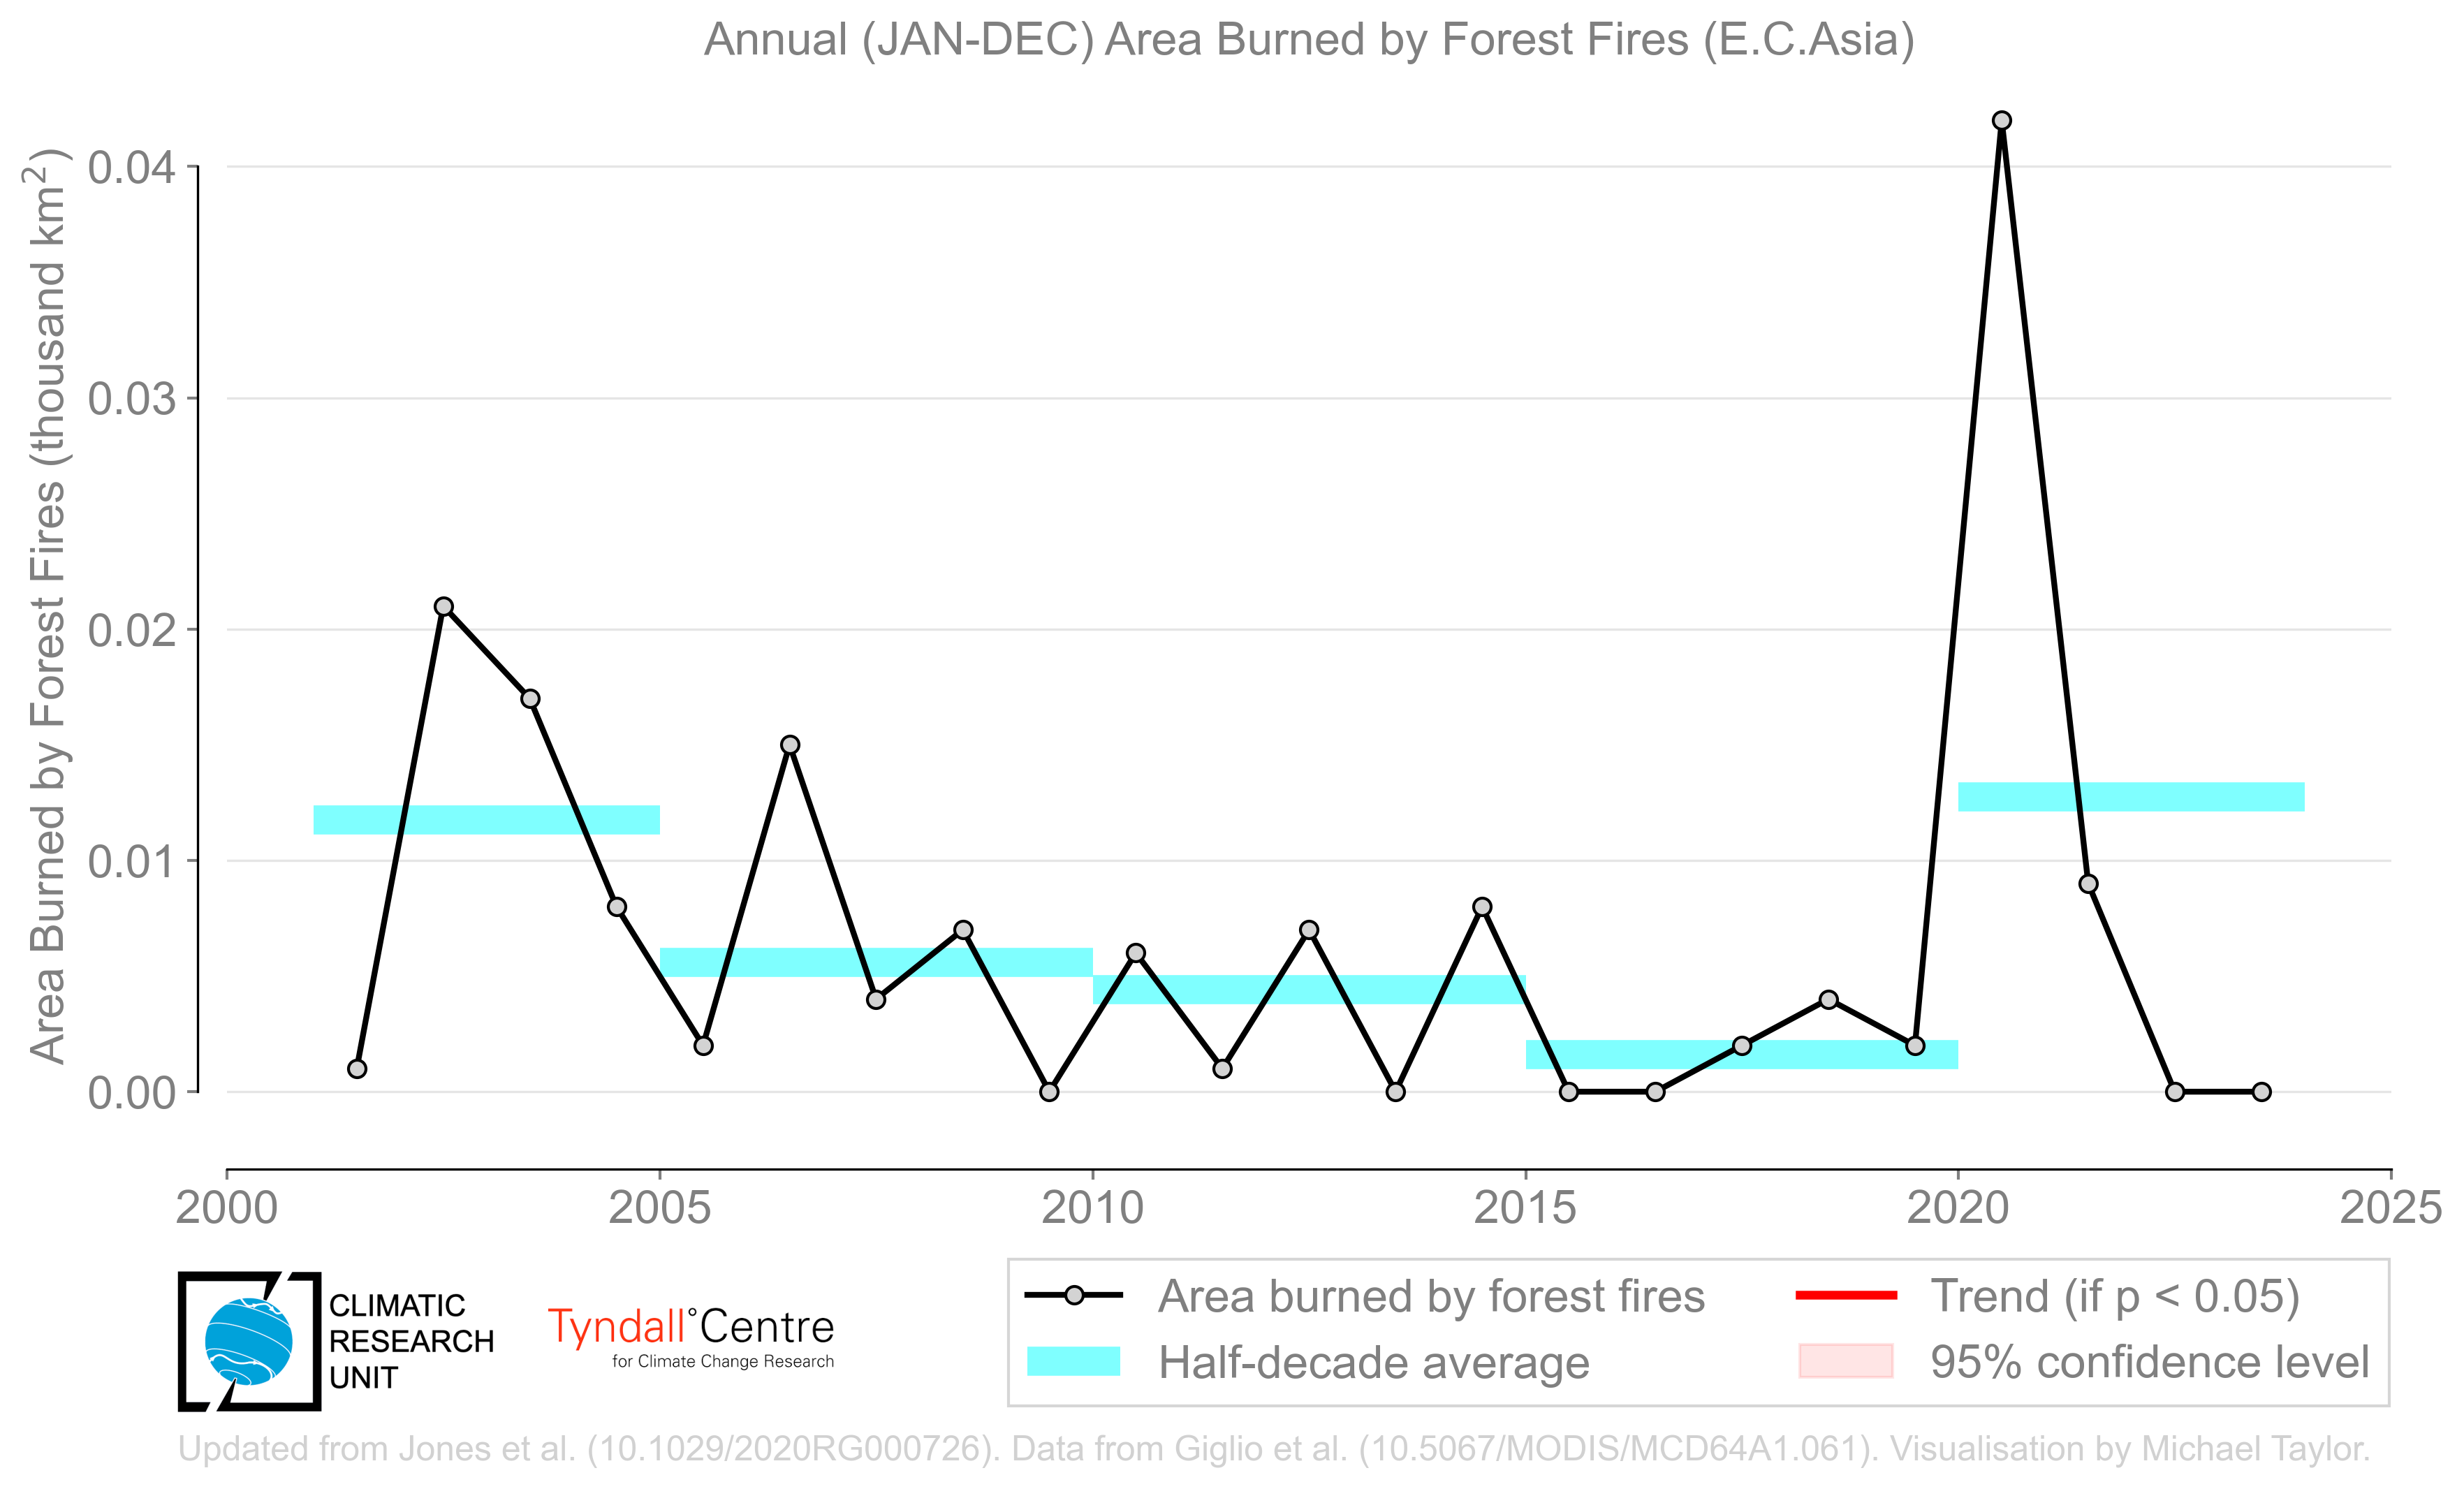 Annual (JAN-DEC) Area Burned by Forest Fires (E.C.Asia)
Area Burned by Forest Fires (thousand km²)
0.04
0.03
0.02
0.01
0.00
2000
2005
2010
2015
2020
2025
CLIMATIC
RESEARCH
UNIT
Tyndall°Centre
for Climate Change Research
Area burned by forest fires
Half-decade average
Trend (if p < 0.05)
95% confidence level
Updated from Jones et al. (10.1029/2020RG000726). Data from Giglio et al. (10.5067/MODIS/MCD64A1.061). Visualisation by Michael Taylor.